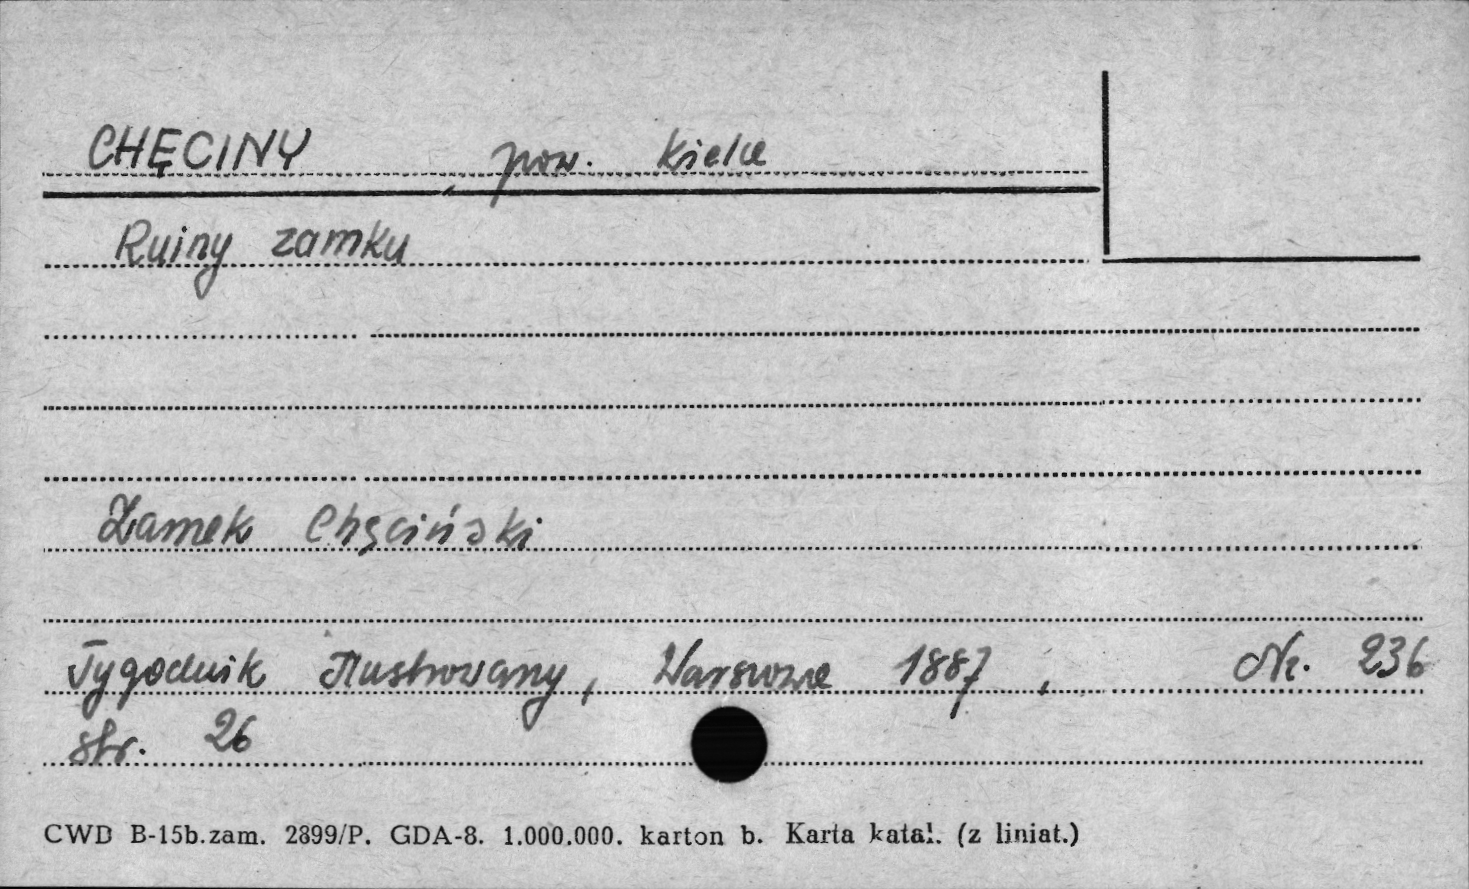 CHĘCINY pow. Kielce
Ruiny zamku
Zamek Chęciński
Tygodnik Ilustrowany, Warszawa 1887, Nr. 236
str. 26
CWD B-15b.zam. 2899/P. GDA-8. 1.000.000. karton b. Karta katal. (z liniat.)